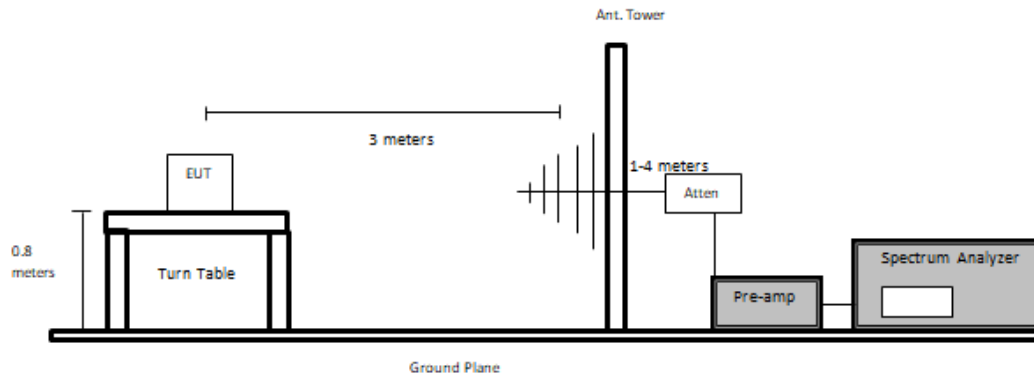 Ant. Tower
3 meters
1-4 meters
EUT
Atten
0.8
meters
Turn Table
Spectrum Analyzer
Pre-amp
Ground Plane